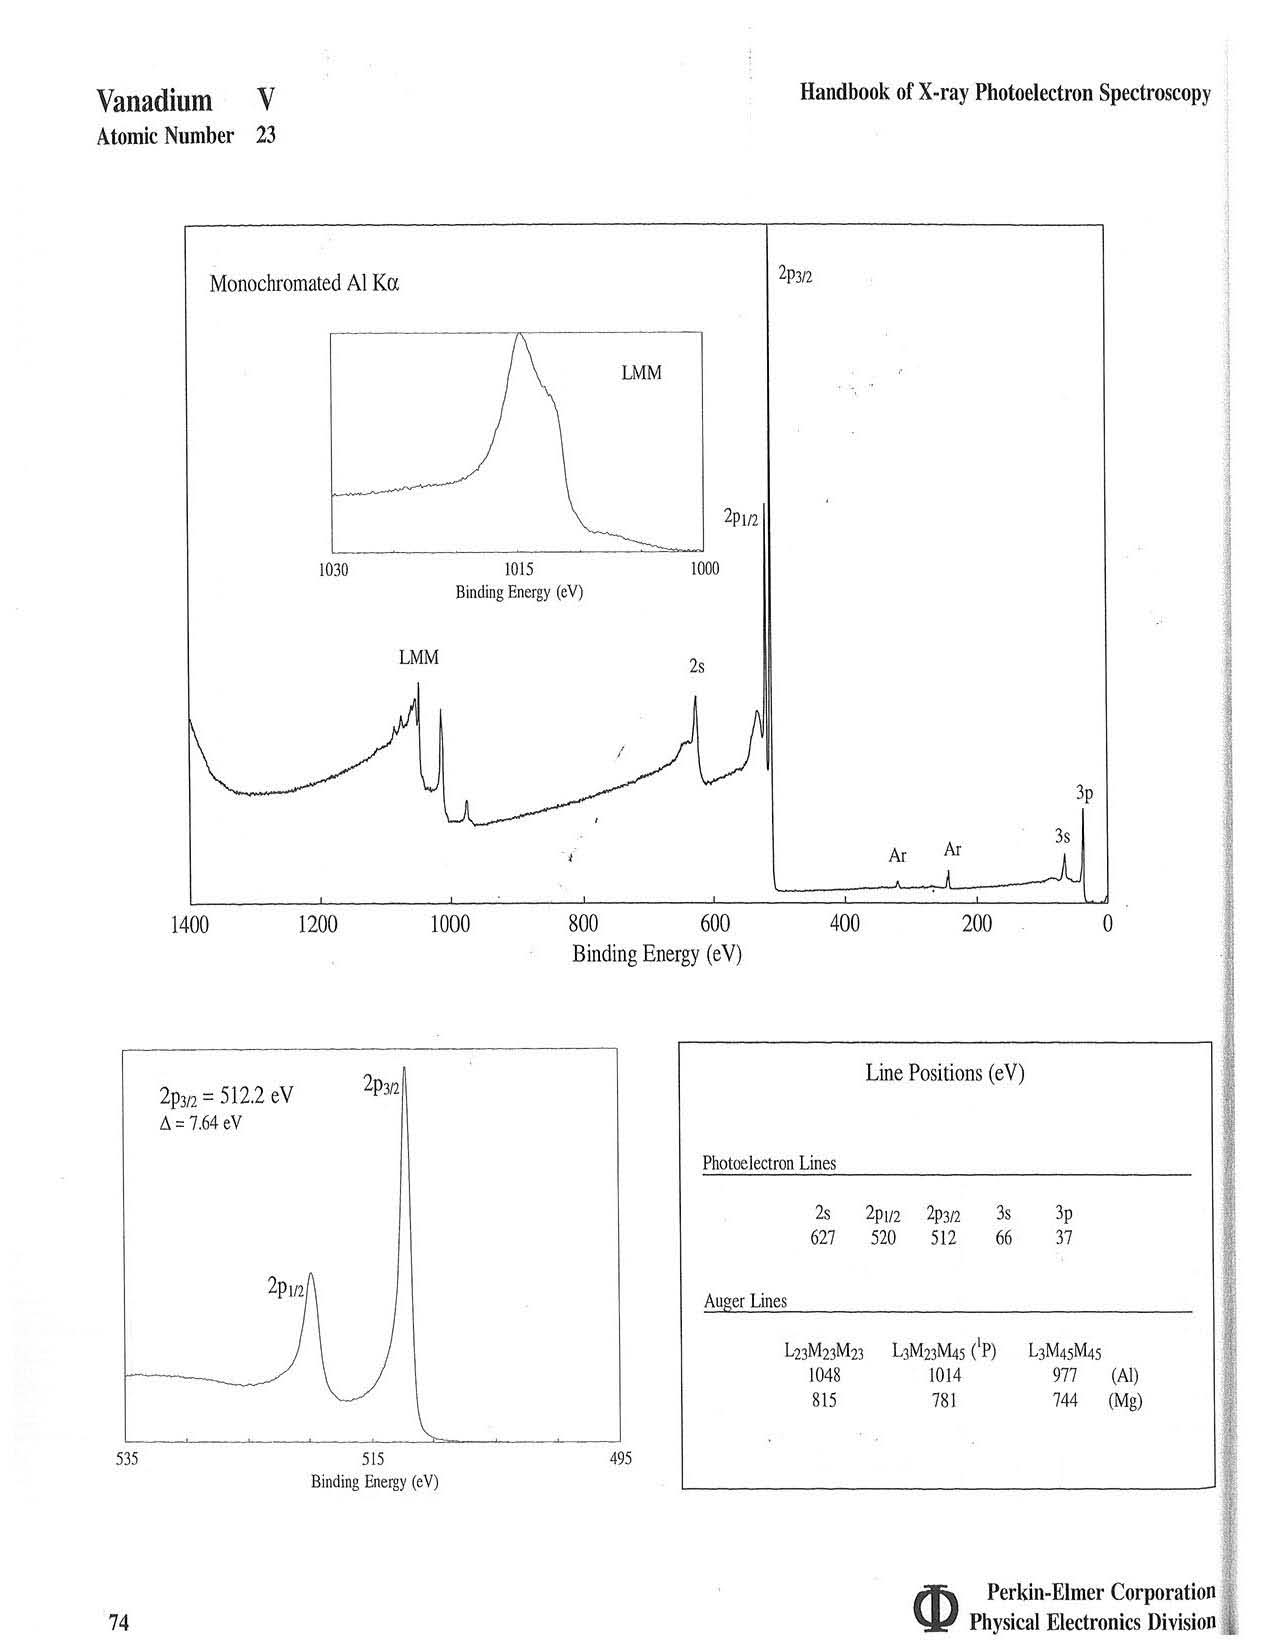 Vanadium V
Atomic Number 23
Handbook of X-ray Photoelectron Spectroscopy
Monochromated Al Kα
2p3/2
LMM
2p1/2
1030 1015 1000
Binding Energy (eV)
LMM
2s
3p
3s
Ar
Ar
1400 1200 1000 800 600 400 200 0
Binding Energy (eV)
2p3/2 = 512.2 eV
Δ = 7.64 eV
2p3/2
2p1/2
535 515 495
Binding Energy (eV)
Line Positions (eV)
Photoelectron Lines
2s 2p1/2 2p3/2 3s 3p
627 520 512 66 37
Auger Lines
L23M23M23 L3M23M45 (¹P) L3M45M45
1048 1014 977 (Al)
815 781 744 (Mg)
74
Perkin-Elmer Corporation
Physical Electronics Division